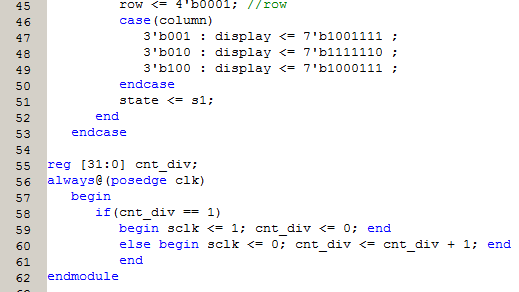 45 row <= 4'b0001; //row
46 case(column)
47 3'b001 : display <= 7'b1001111 ;
48 3'b010 : display <= 7'b1111110 ;
49 3'b100 : display <= 7'b1000111 ;
50 endcase
51 state <= s1;
52 end
53 endcase
54
55 reg [31:0] cnt_div;
56 always@(posedge clk)
57 begin
58 if(cnt_div == 1)
59 begin sclk <= 1; cnt_div <= 0; end
60 else begin sclk <= 0; cnt_div <= cnt_div + 1; end
61 end
62 endmodule